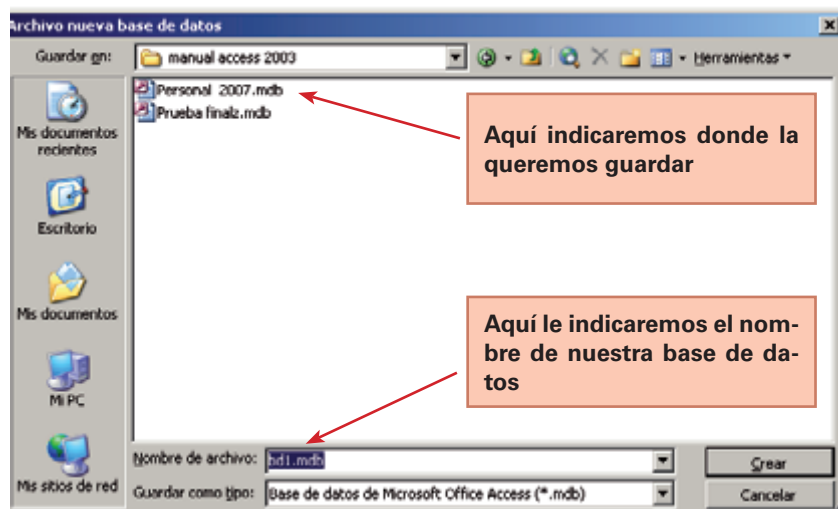 Archivo nueva base de datos
Guardar en:
manual access 2003
Herramientas
Personal 2007.mdb
Prueba finalz.mdb
Aquí indicaremos donde la
queremos guardar
Mis documentos
recientes
Escritorio
Mis documentos
Mi PC
Mis sitios de red
Aquí le indicaremos el nom-
bre de nuestra base de da-
tos
Nombre de archivo:
bd1.mdb
Crear
Guardar como tipo:
Base de datos de Microsoft Office Access (*.mdb)
Cancelar